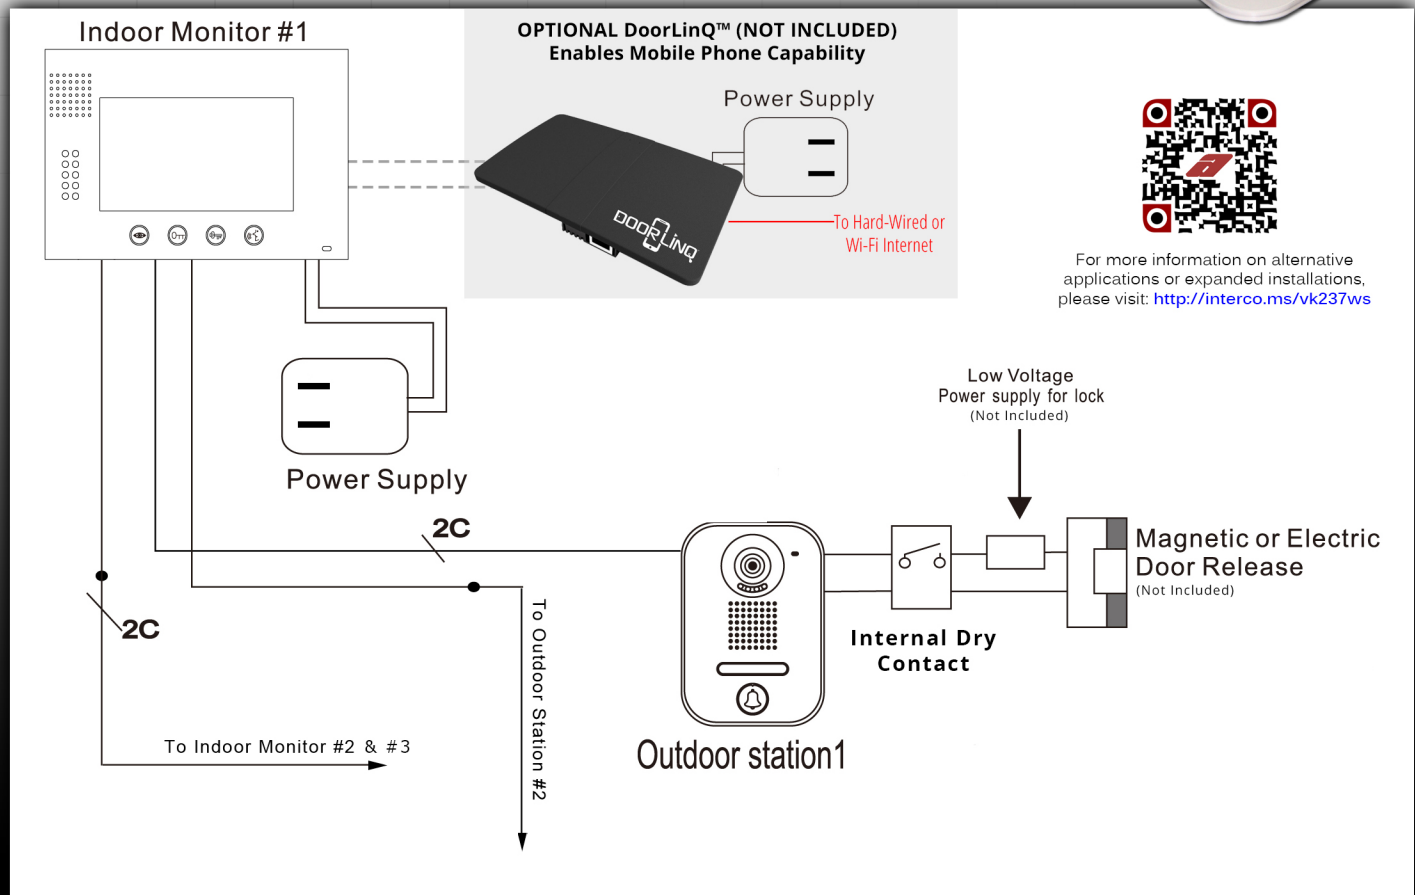 Indoor Monitor #1
OPTIONAL DoorLinQ™ (NOT INCLUDED)
Enables Mobile Phone Capability
Power Supply
DOORLINQ
To Hard-Wired or
Wi-Fi Internet
For more information on alternative
applications or expanded installations,
please visit: http://interco.ms/vk237ws
Power Supply
Low Voltage
Power supply for lock
(Not Included)
2C
Magnetic or Electric
Door Release
(Not Included)
2C
To Outdoor Station #2
Internal Dry
Contact
To Indoor Monitor #2 & #3
Outdoor station1